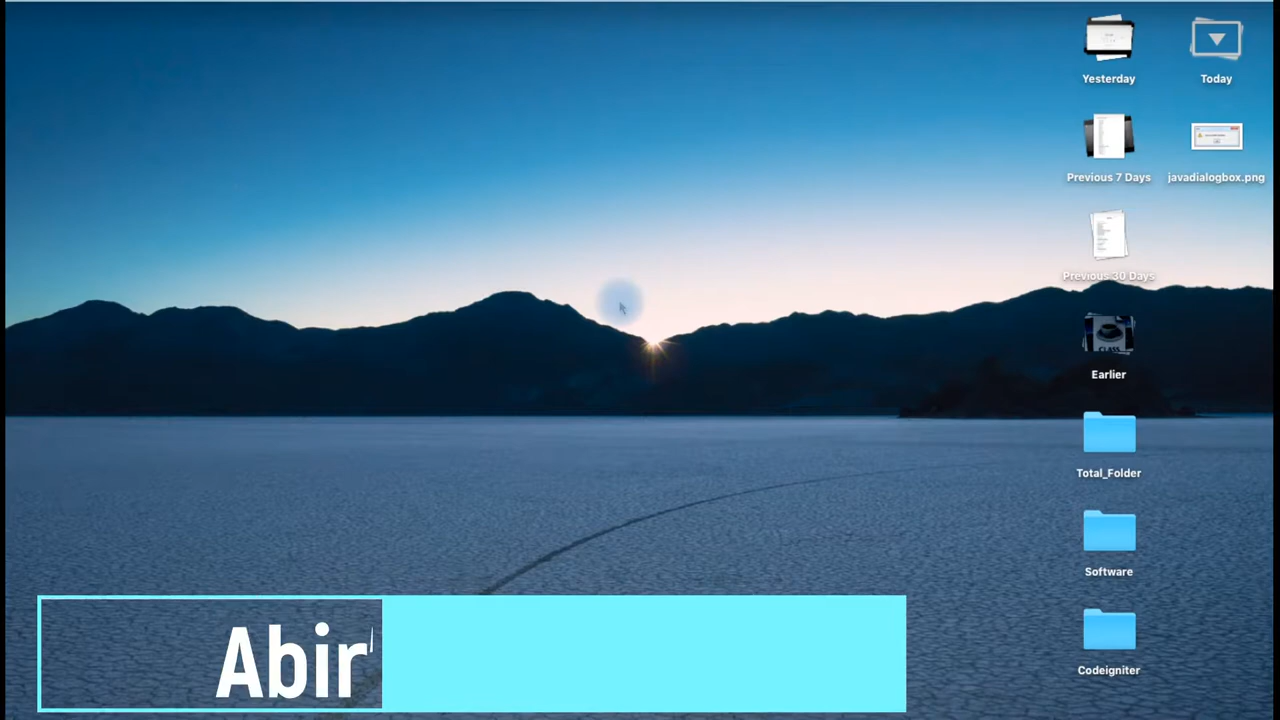 Yesterday
Today
Previous 7 Days
javadialogbox.png
Previous 30 Days
Earlier
Total_Folder
Software
Codeigniter
Abir